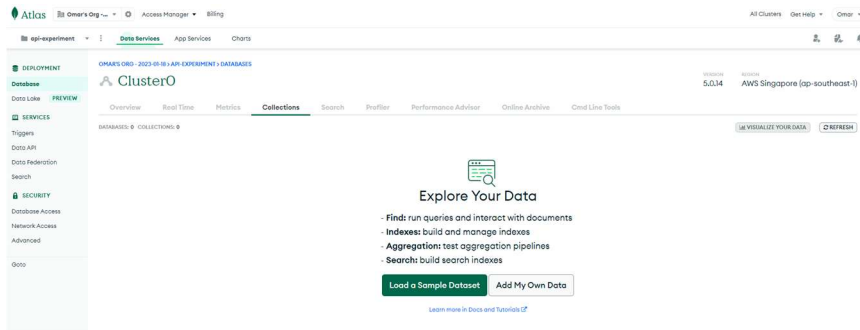 Atlas
Omar's Org -...
Access Manager
Billing
All Clusters
Get Help
Omar
api-experiment
Data Services
App Services
Charts
DEPLOYMENT
Database
Data Lake PREVIEW
SERVICES
Triggers
Data API
Data Federation
Search
SECURITY
Database Access
Network Access
Advanced
Goto
OMAR'S ORG - 2023-01-18 > API-EXPERIMENT > DATABASES
Cluster0
VERSION
5.0.14
REGION
AWS Singapore (ap-southeast-1)
Overview
Real Time
Metrics
Collections
Search
Profiler
Performance Advisor
Online Archive
Cmd Line Tools
DATABASES: 0 COLLECTIONS: 0
VISUALIZE YOUR DATA
REFRESH
Explore Your Data
- Find: run queries and interact with documents
- Indexes: build and manage indexes
- Aggregation: test aggregation pipelines
- Search: build search indexes
Load a Sample Dataset
Add My Own Data
Learn more in Docs and Tutorials